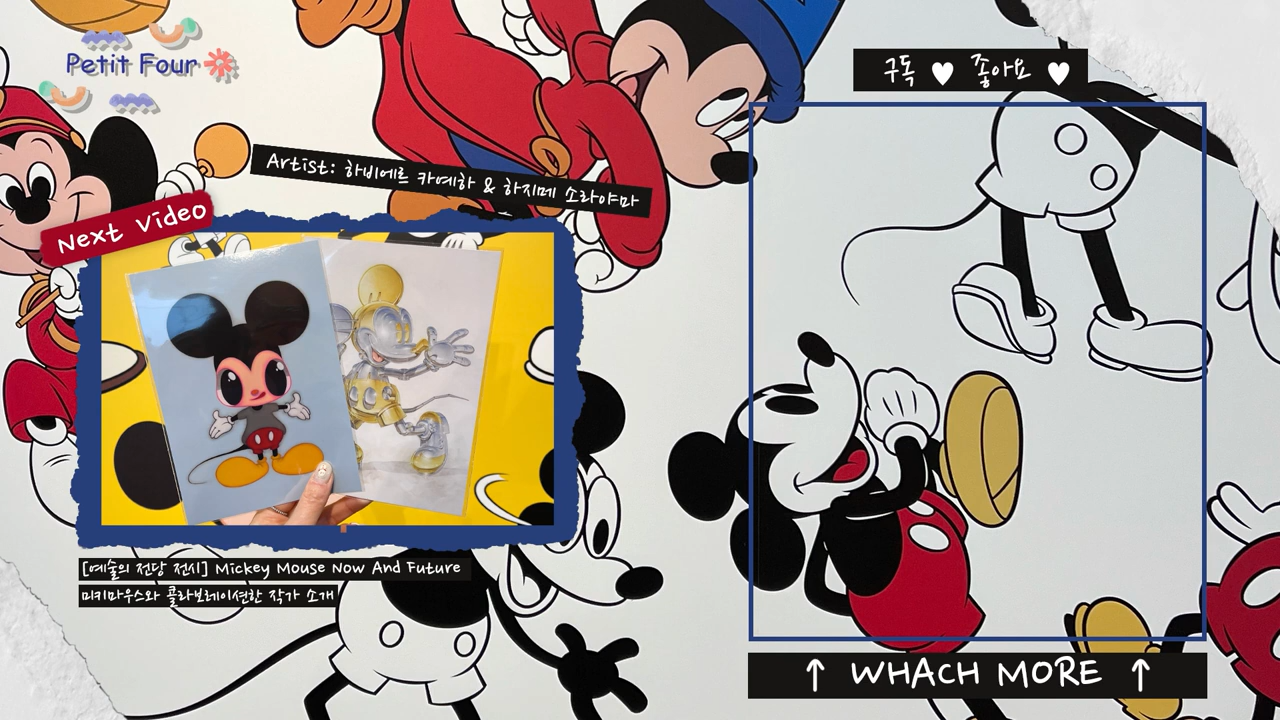 Petit Four
구독 ♥ 좋아요 ♥
Artist: 하비에르 카예하 & 하지메 소라야마
Next Video
[예술의 전당 전시] Mickey Mouse Now And Future
미키마우스와 콜라보레이션한 작가 소개
↑ WHACH MORE ↑